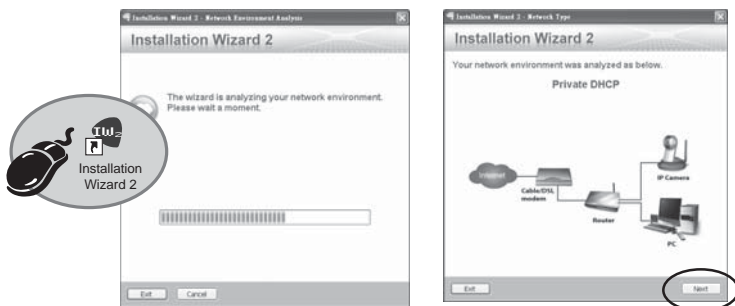 Installation Wizard 2 - Network Environment Analysis
Installation Wizard 2
The wizard is analyzing your network environment.
Please wait a moment.
IW2
Installation
Wizard 2
Exit
Cancel
Installation Wizard 2 - Network Type
Installation Wizard 2
Your network environment was analyzed as below.
Private DHCP
Internet
Cable/DSL
modem
Router
IP Camera
PC
Exit
Next